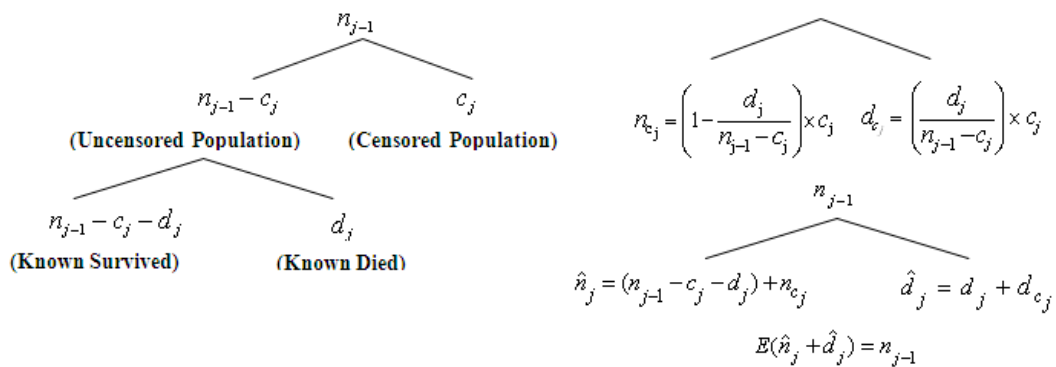 n_{j-1}
n_{j-1} - c_j
c_j
(Uncensored Population)
(Censored Population)
n_{j-1} - c_j - d_j
d_j
(Known Survived)
(Known Died)
n_{c_j} = (1 - d_j / (n_{j-1} - c_j)) × c_j
d_{c_j} = (d_j / (n_{j-1} - c_j)) × c_j
n_{j-1}
n̂_j = (n_{j-1} - c_j - d_j) + n_{c_j}
d̂_j = d_j + d_{c_j}
E(n̂_j + d̂_j) = n_{j-1}